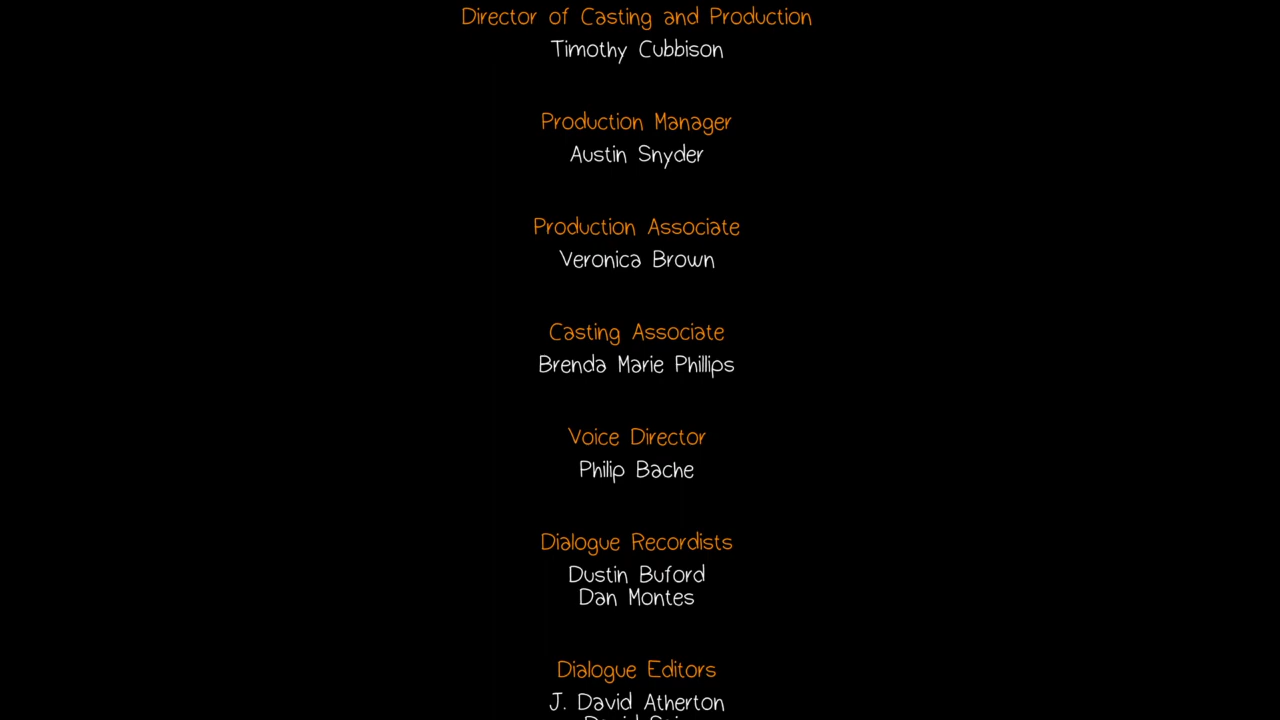 Director of Casting and Production
Timothy Cubbison
Production Manager
Austin Snyder
Production Associate
Veronica Brown
Casting Associate
Brenda Marie Phillips
Voice Director
Philip Bache
Dialogue Recordists
Dustin Buford
Dan Montes
Dialogue Editors
J. David Atherton
David